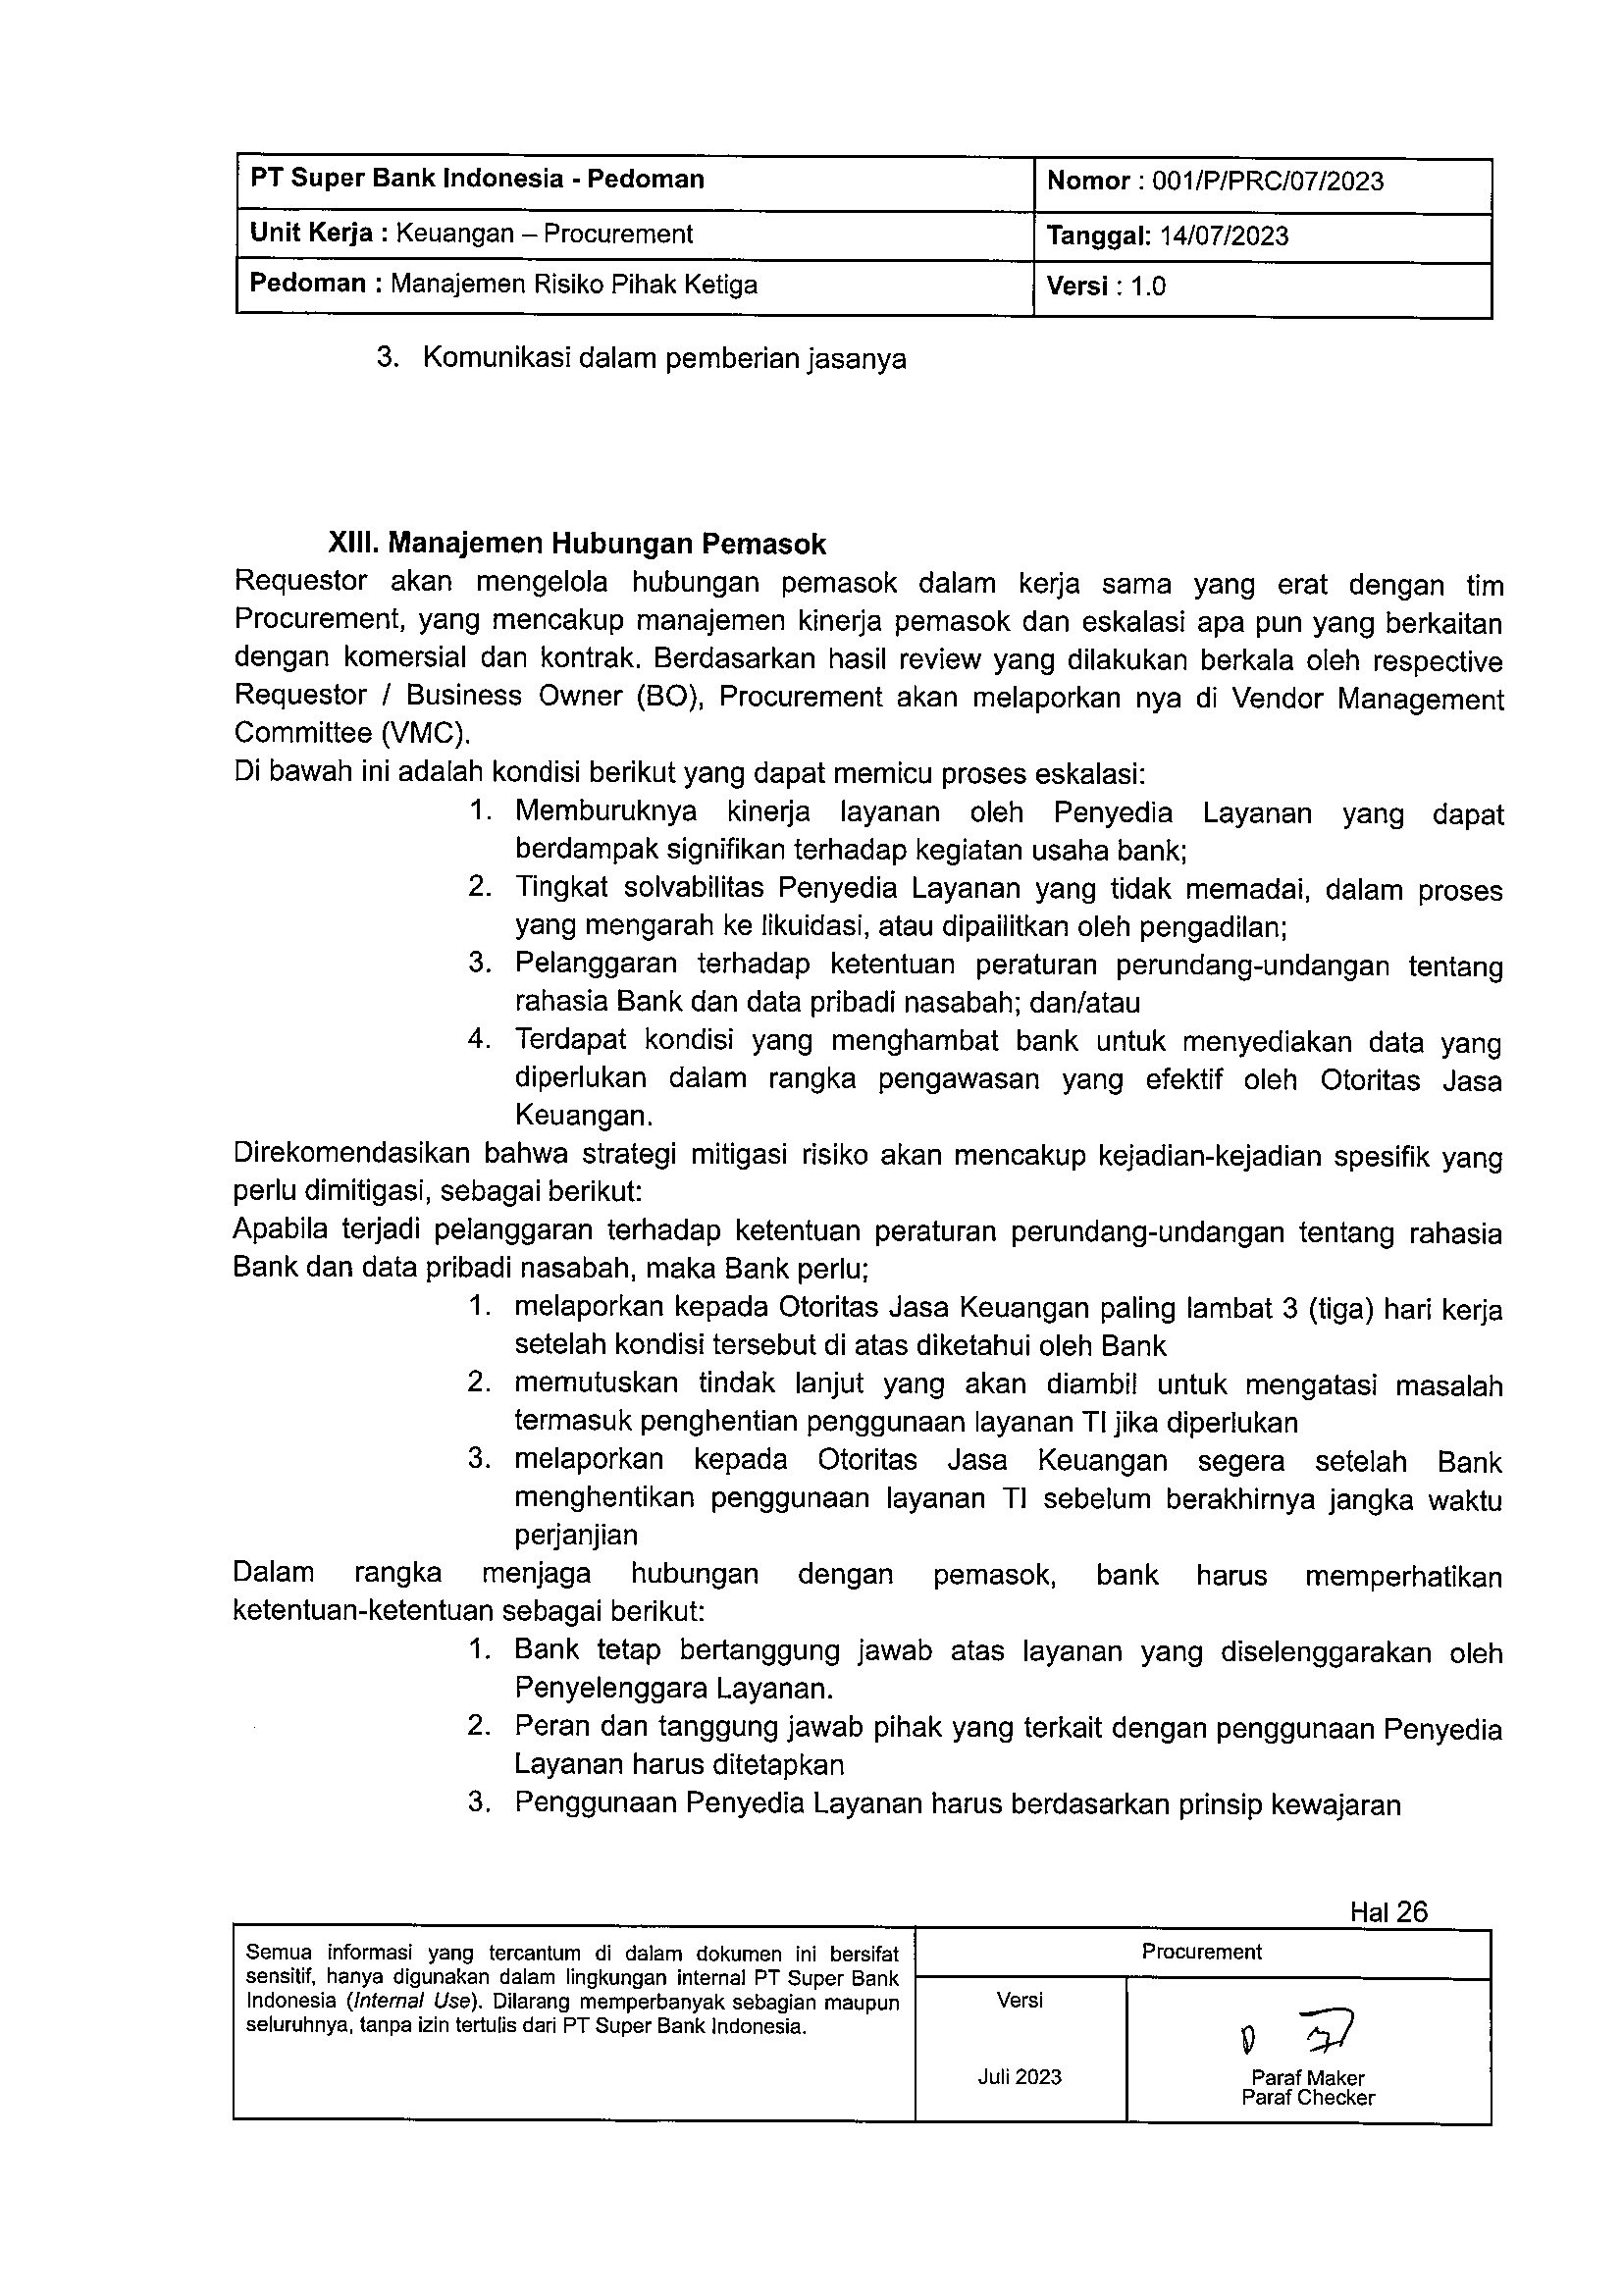 PT Super Bank Indonesia - Pedoman
Nomor : 001/P/PRC/07/2023
Unit Kerja : Keuangan – Procurement
Tanggal: 14/07/2023
Pedoman : Manajemen Risiko Pihak Ketiga
Versi : 1.0
3. Komunikasi dalam pemberian jasanya
XIII. Manajemen Hubungan Pemasok
Requestor akan mengelola hubungan pemasok dalam kerja sama yang erat dengan tim
Procurement, yang mencakup manajemen kinerja pemasok dan eskalasi apa pun yang berkaitan
dengan komersial dan kontrak. Berdasarkan hasil review yang dilakukan berkala oleh respective
Requestor / Business Owner (BO), Procurement akan melaporkan nya di Vendor Management
Committee (VMC).
Di bawah ini adalah kondisi berikut yang dapat memicu proses eskalasi:
1. Memburuknya kinerja layanan oleh Penyedia Layanan yang dapat
berdampak signifikan terhadap kegiatan usaha bank;
2. Tingkat solvabilitas Penyedia Layanan yang tidak memadai, dalam proses
yang mengarah ke likuidasi, atau dipailitkan oleh pengadilan;
3. Pelanggaran terhadap ketentuan peraturan perundang-undangan tentang
rahasia Bank dan data pribadi nasabah; dan/atau
4. Terdapat kondisi yang menghambat bank untuk menyediakan data yang
diperlukan dalam rangka pengawasan yang efektif oleh Otoritas Jasa
Keuangan.
Direkomendasikan bahwa strategi mitigasi risiko akan mencakup kejadian-kejadian spesifik yang
perlu dimitigasi, sebagai berikut:
Apabila terjadi pelanggaran terhadap ketentuan peraturan perundang-undangan tentang rahasia
Bank dan data pribadi nasabah, maka Bank perlu;
1. melaporkan kepada Otoritas Jasa Keuangan paling lambat 3 (tiga) hari kerja
setelah kondisi tersebut di atas diketahui oleh Bank
2. memutuskan tindak lanjut yang akan diambil untuk mengatasi masalah
termasuk penghentian penggunaan layanan TI jika diperlukan
3. melaporkan kepada Otoritas Jasa Keuangan segera setelah Bank
menghentikan penggunaan layanan TI sebelum berakhirnya jangka waktu
perjanjian
Dalam rangka menjaga hubungan dengan pemasok, bank harus memperhatikan
ketentuan-ketentuan sebagai berikut:
1. Bank tetap bertanggung jawab atas layanan yang diselenggarakan oleh
Penyelenggara Layanan.
2. Peran dan tanggung jawab pihak yang terkait dengan penggunaan Penyedia
Layanan harus ditetapkan
3. Penggunaan Penyedia Layanan harus berdasarkan prinsip kewajaran
Hal 26
Semua informasi yang tercantum di dalam dokumen ini bersifat
sensitif, hanya digunakan dalam lingkungan internal PT Super Bank
Indonesia (Internal Use). Dilarang memperbanyak sebagian maupun
seluruhnya, tanpa izin tertulis dari PT Super Bank Indonesia.
Procurement
Versi
Juli 2023
Paraf Maker
Paraf Checker